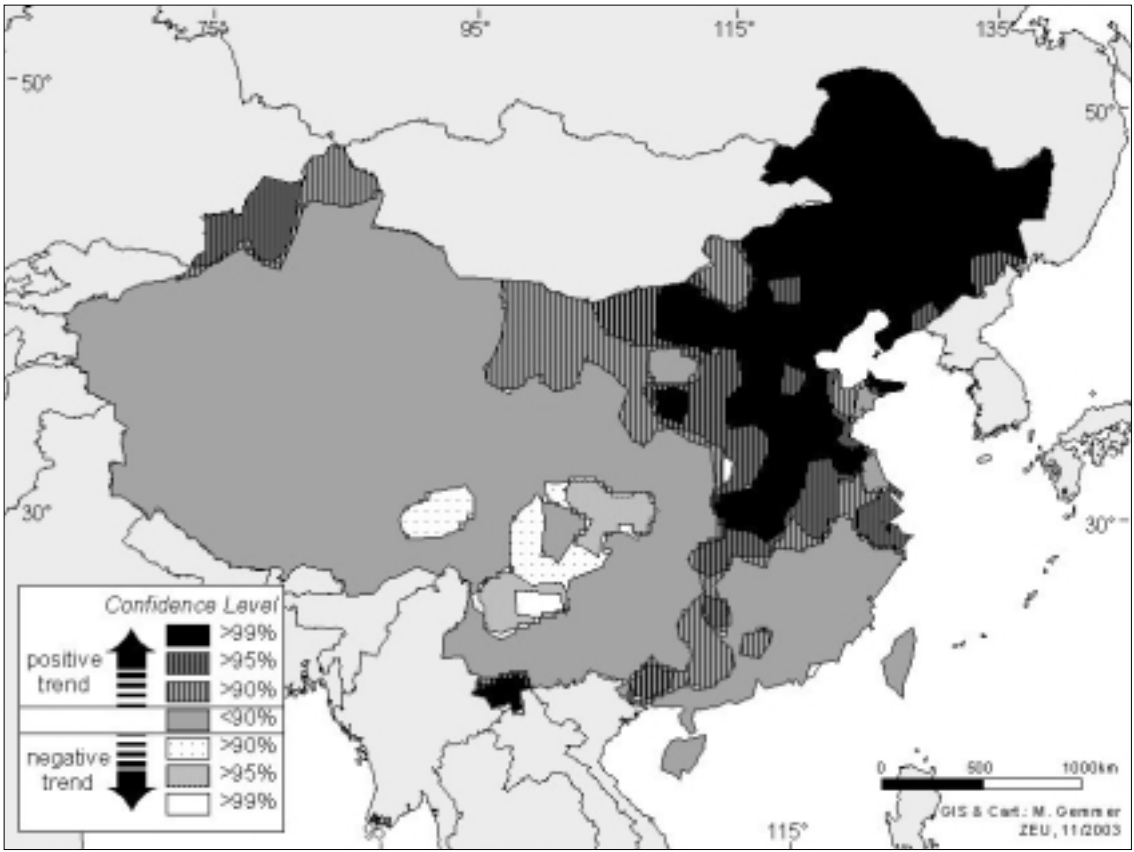 75° 95° 115° 135°
50° 50°
30° 30°
Confidence Level
>99%
positive trend
>95%
>90%
<90%
negative trend
>90%
>95%
>99%
0 500 1000km
GIS & Cart.: M. Gemmer
ZEU, 11/2003
95° 115°